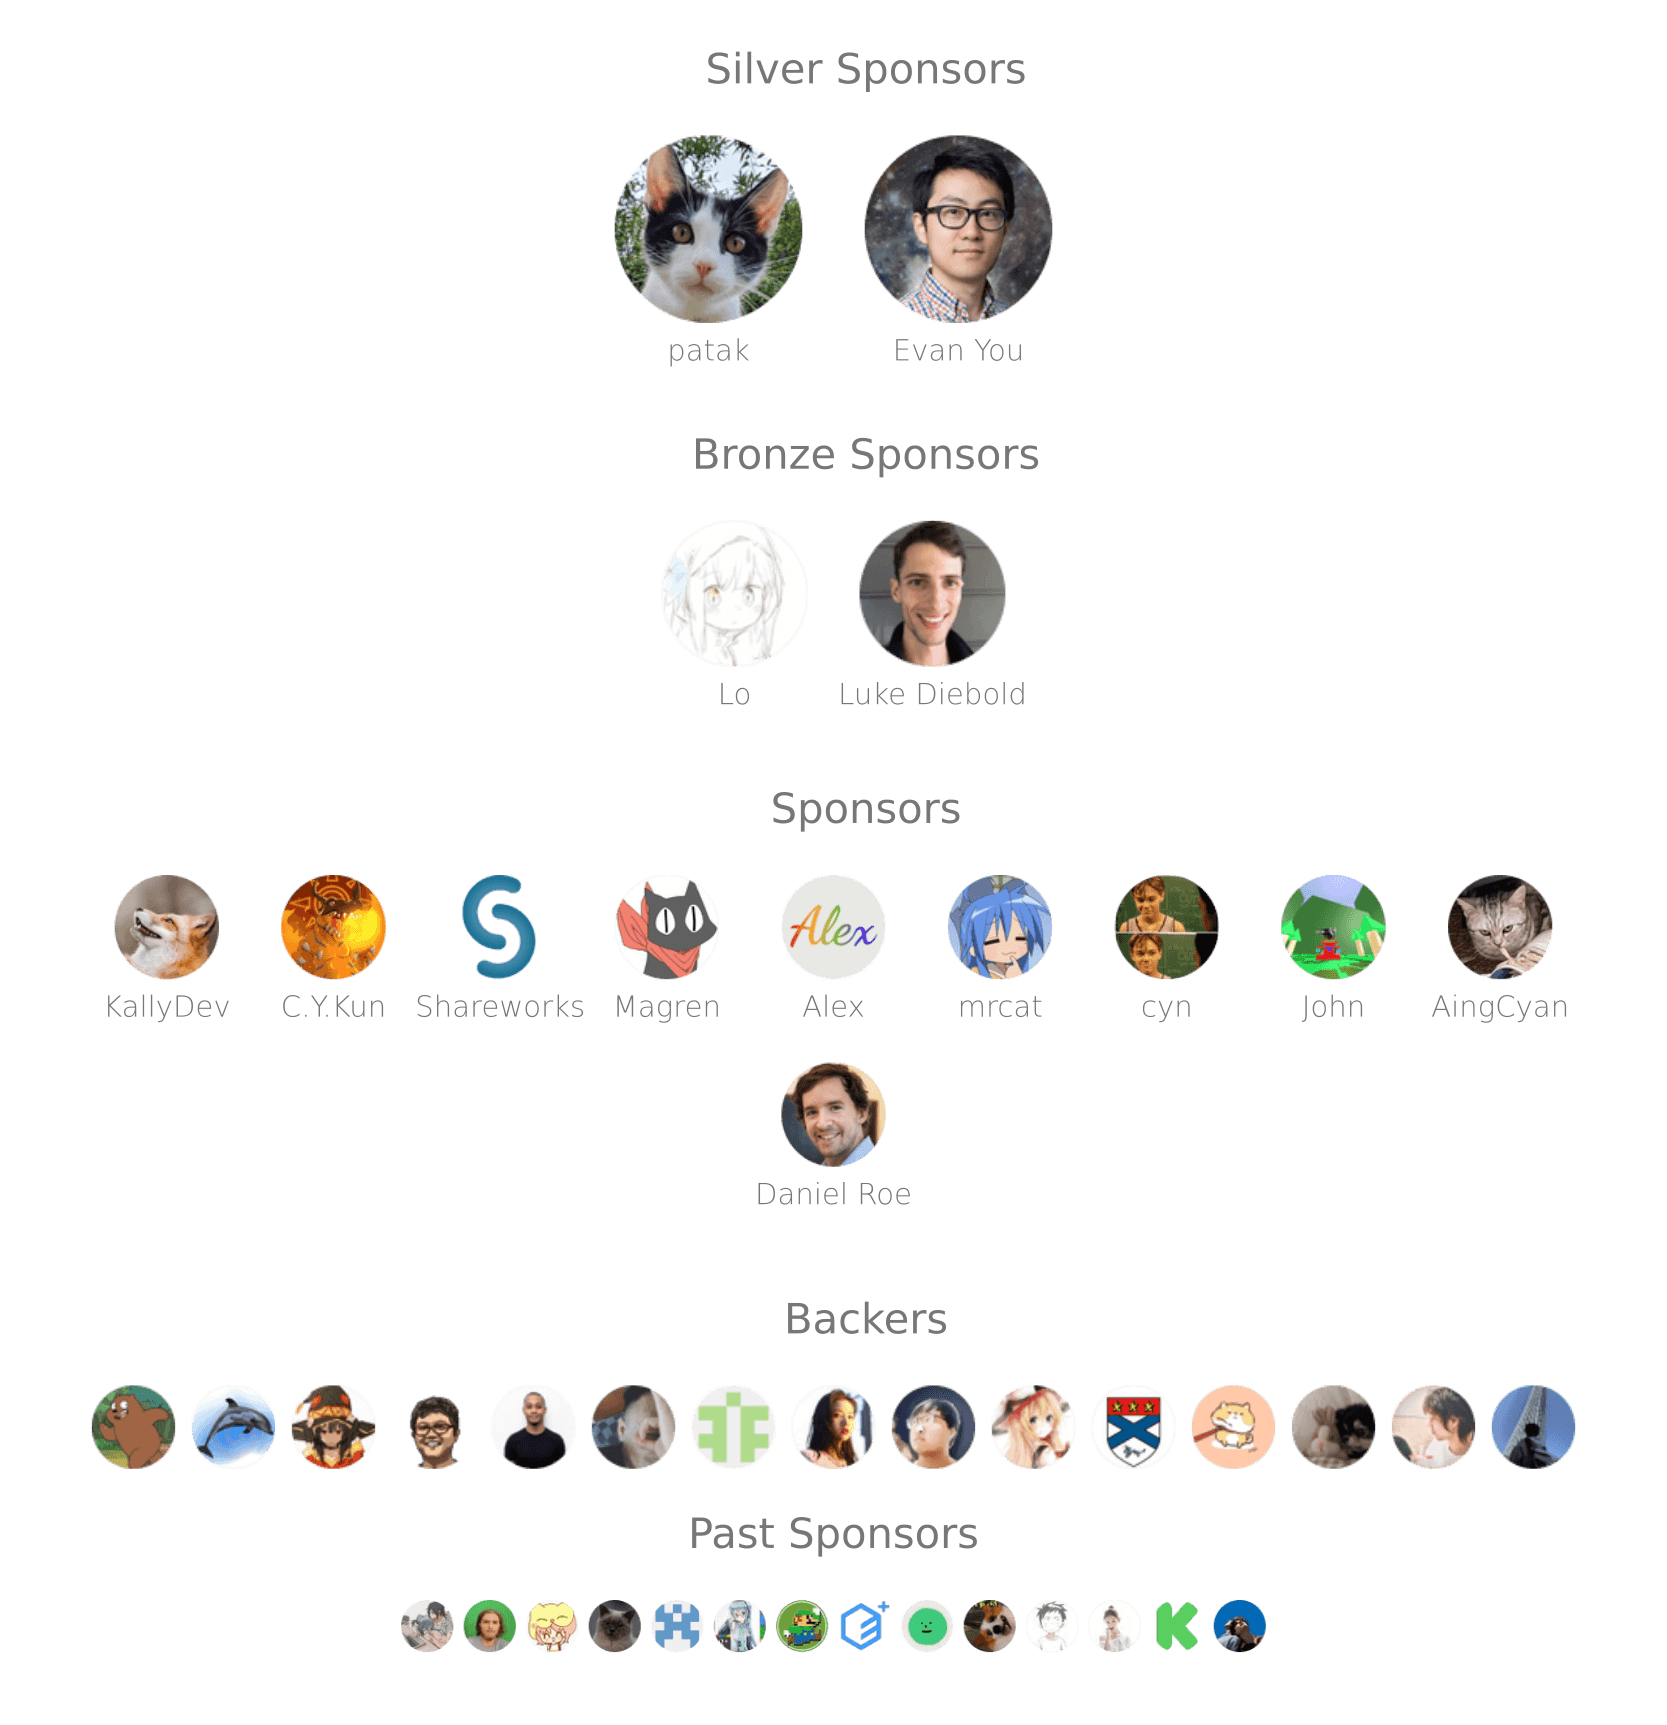 Silver Sponsors
patak
Evan You
Bronze Sponsors
Lo
Luke Diebold
Sponsors
Alex
KallyDev
C.Y.Kun
Shareworks
Magren
Alex
mrcat
cyn
John
AingCyan
Daniel Roe
Backers
Past Sponsors